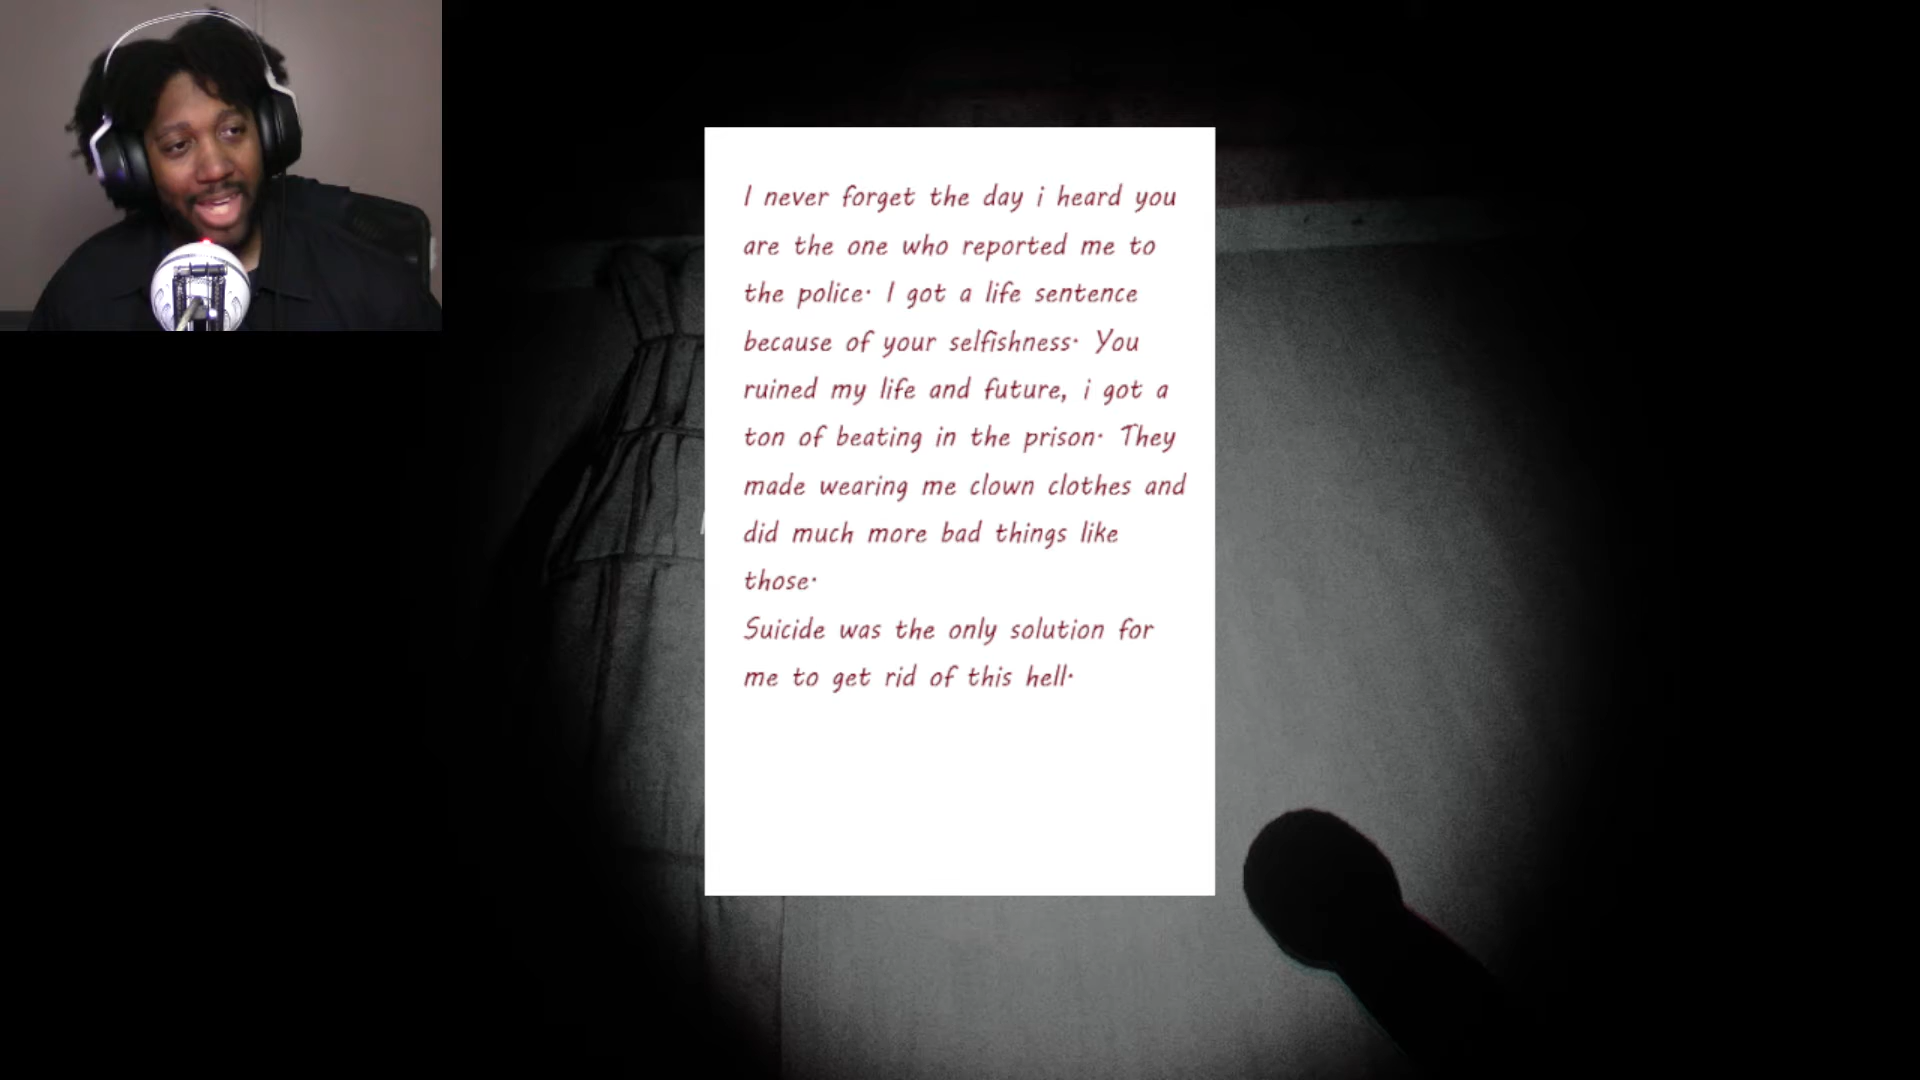 I never forget the day i heard you
are the one who reported me to
the police. I got a life sentence
because of your selfishness. You
ruined my life and future, i got a
ton of beating in the prison. They
made wearing me clown clothes and
did much more bad things like
those.
Suicide was the only solution for
me to get rid of this hell.